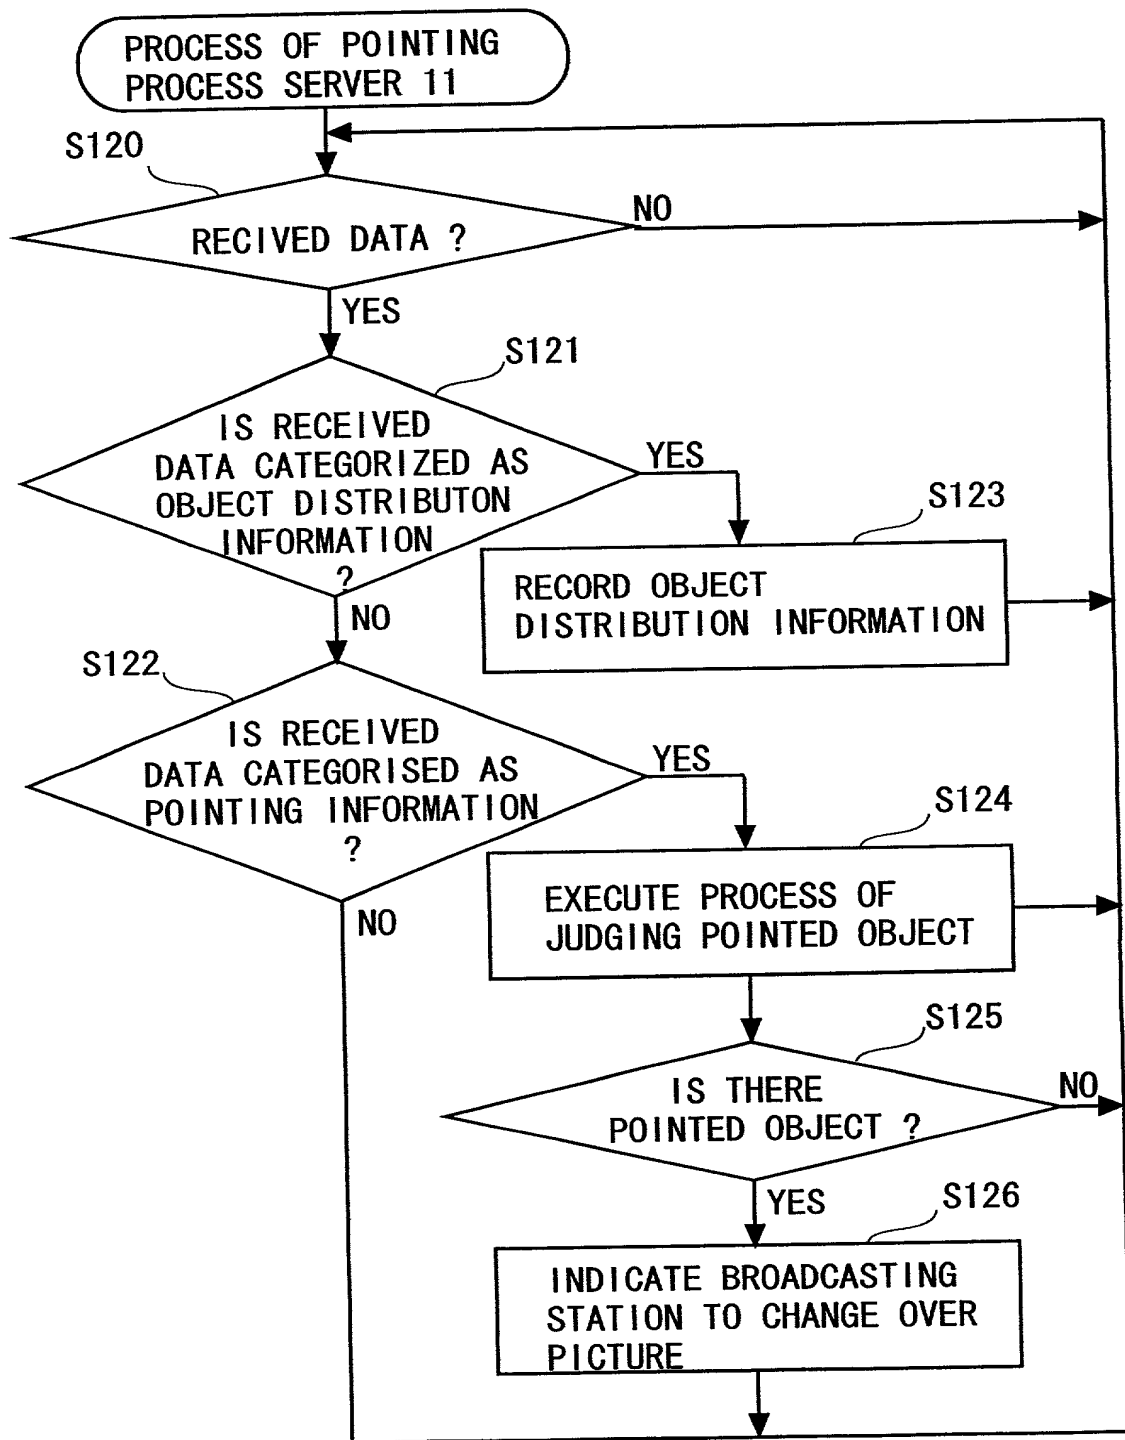 PROCESS OF POINTING
PROCESS SERVER 11
S120
RECIVED DATA ?
NO
YES
S121
IS RECEIVED
DATA CATEGORIZED AS
OBJECT DISTRIBUTON
INFORMATION
?
YES
NO
S123
RECORD OBJECT
DISTRIBUTION INFORMATION
S122
IS RECEIVED
DATA CATEGORISED AS
POINTING INFORMATION
?
YES
NO
S124
EXECUTE PROCESS OF
JUDGING POINTED OBJECT
S125
IS THERE
POINTED OBJECT ?
NO
YES
S126
INDICATE BROADCASTING
STATION TO CHANGE OVER
PICTURE